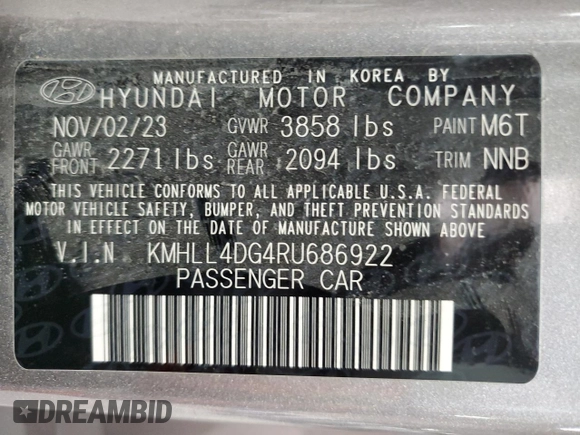 MANUFACTURED IN KOREA BY
HYUNDAI MOTOR COMPANY
NOV/02/23 GVWR 3858 lbs PAINT M6T
GAWR FRONT 2271 lbs GAWR REAR 2094 lbs TRIM NNB
THIS VEHICLE CONFORMS TO ALL APPLICABLE U.S.A. FEDERAL
MOTOR VEHICLE SAFETY, BUMPER, AND THEFT PREVENTION STANDARDS
IN EFFECT ON THE DATE OF MANUFACTURE SHOWN ABOVE
V.I.N KMHLL4DG4RU686922
PASSENGER CAR
DREAMBID